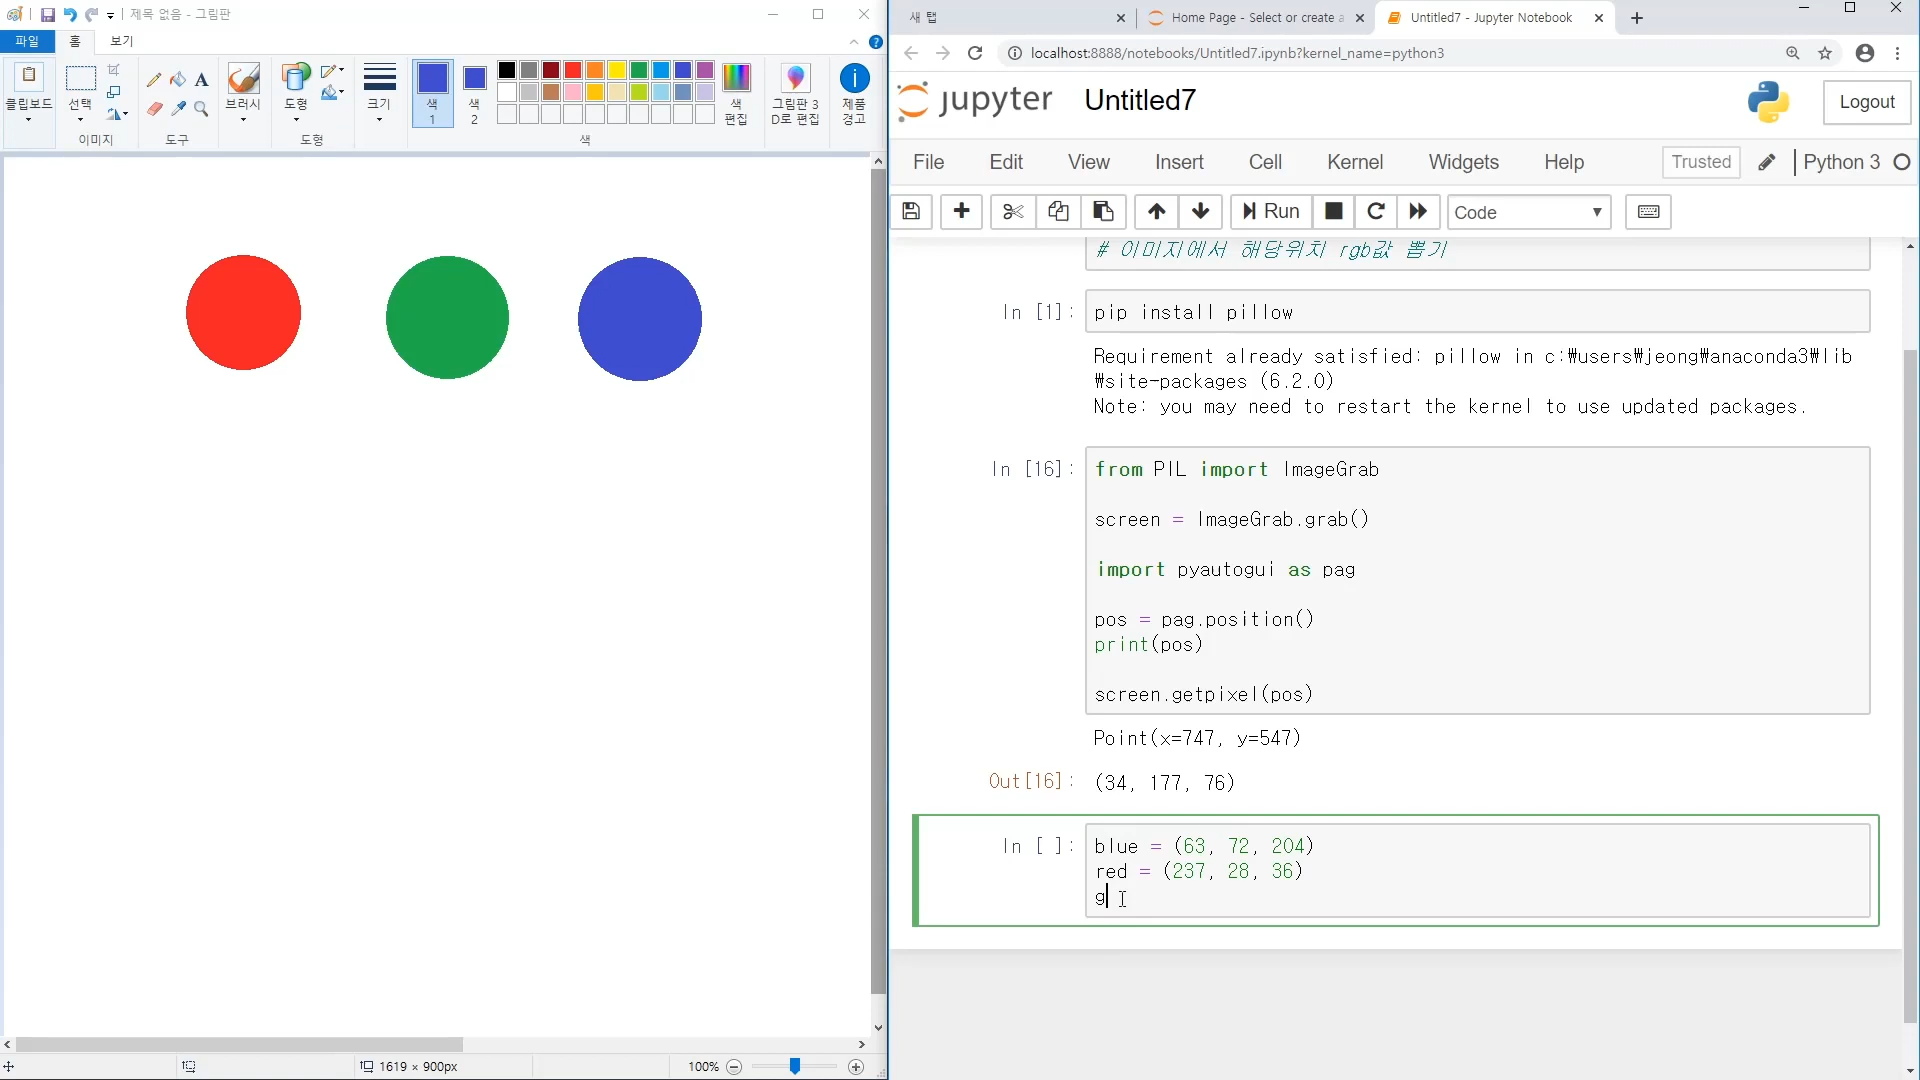 제목 없음 - 그림판
파일
홈
보기
클립보드
선택
이미지
A
도구
브러시
도형
도형
크기
색
1
색
2
색
색
편집
그림판 3
D로 편집
제품
경고
1619 × 900px
100%
새 탭
Home Page - Select or create a
Untitled7 - Jupyter Notebook
localhost:8888/notebooks/Untitled7.ipynb?kernel_name=python3
jupyter
Untitled7
Logout
File
Edit
View
Insert
Cell
Kernel
Widgets
Help
Trusted
Python 3
Run
Code
# 이미지에서 해당위치 rgb값 뽑기
In [1]:
pip install pillow
Requirement already satisfied: pillow in c:₩users₩jeong₩anaconda3₩lib
₩site-packages (6.2.0)
Note: you may need to restart the kernel to use updated packages.
In [16]:
from PIL import ImageGrab
screen = ImageGrab.grab()
import pyautogui as pag
pos = pag.position()
print(pos)
screen.getpixel(pos)
Point(x=747, y=547)
Out[16]:
(34, 177, 76)
In [ ]:
blue = (63, 72, 204)
red = (237, 28, 36)
g